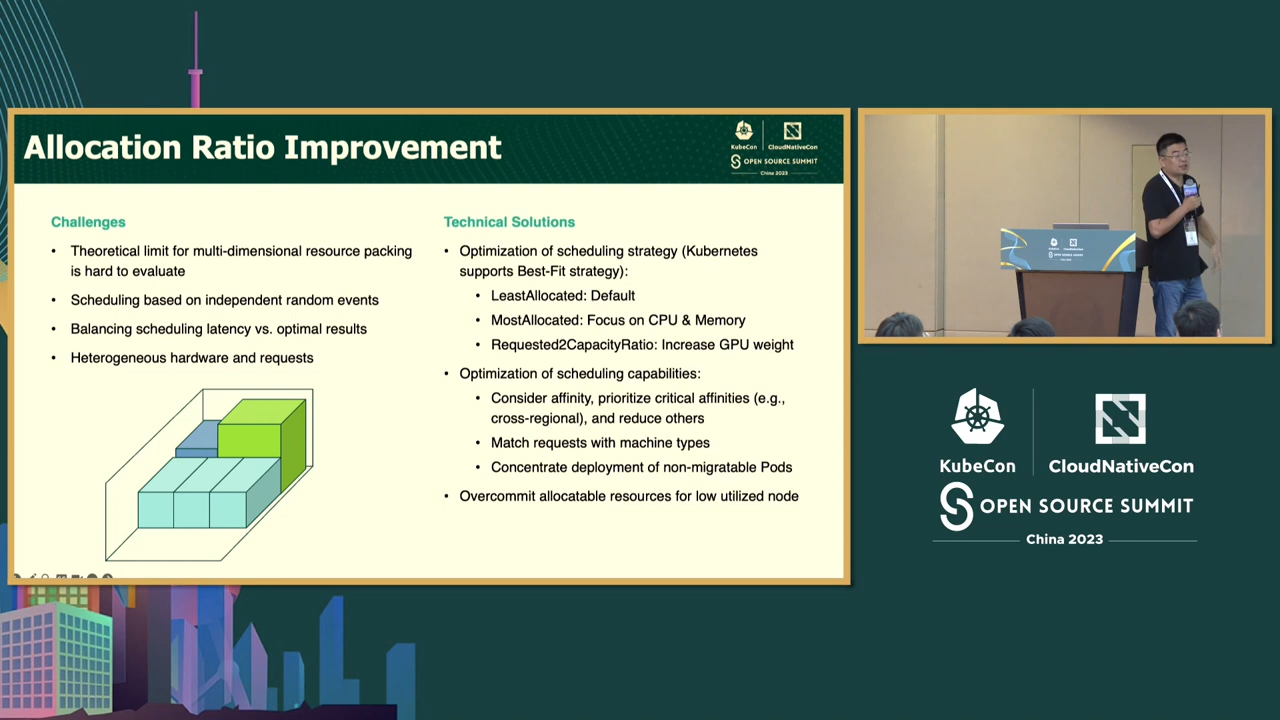 Allocation Ratio Improvement
KubeCon
CloudNativeCon
OPEN SOURCE SUMMIT
China 2023
Challenges
• Theoretical limit for multi-dimensional resource packing
is hard to evaluate
• Scheduling based on independent random events
• Balancing scheduling latency vs. optimal results
• Heterogeneous hardware and requests
Technical Solutions
• Optimization of scheduling strategy (Kubernetes
supports Best-Fit strategy):
• LeastAllocated: Default
• MostAllocated: Focus on CPU & Memory
• Requested2CapacityRatio: Increase GPU weight
• Optimization of scheduling capabilities:
• Consider affinity, prioritize critical affinities (e.g.,
cross-regional), and reduce others
• Match requests with machine types
• Concentrate deployment of non-migratable Pods
• Overcommit allocatable resources for low utilized node
KubeCon
CloudNativeCon
OPEN SOURCE SUMMIT
China 2023